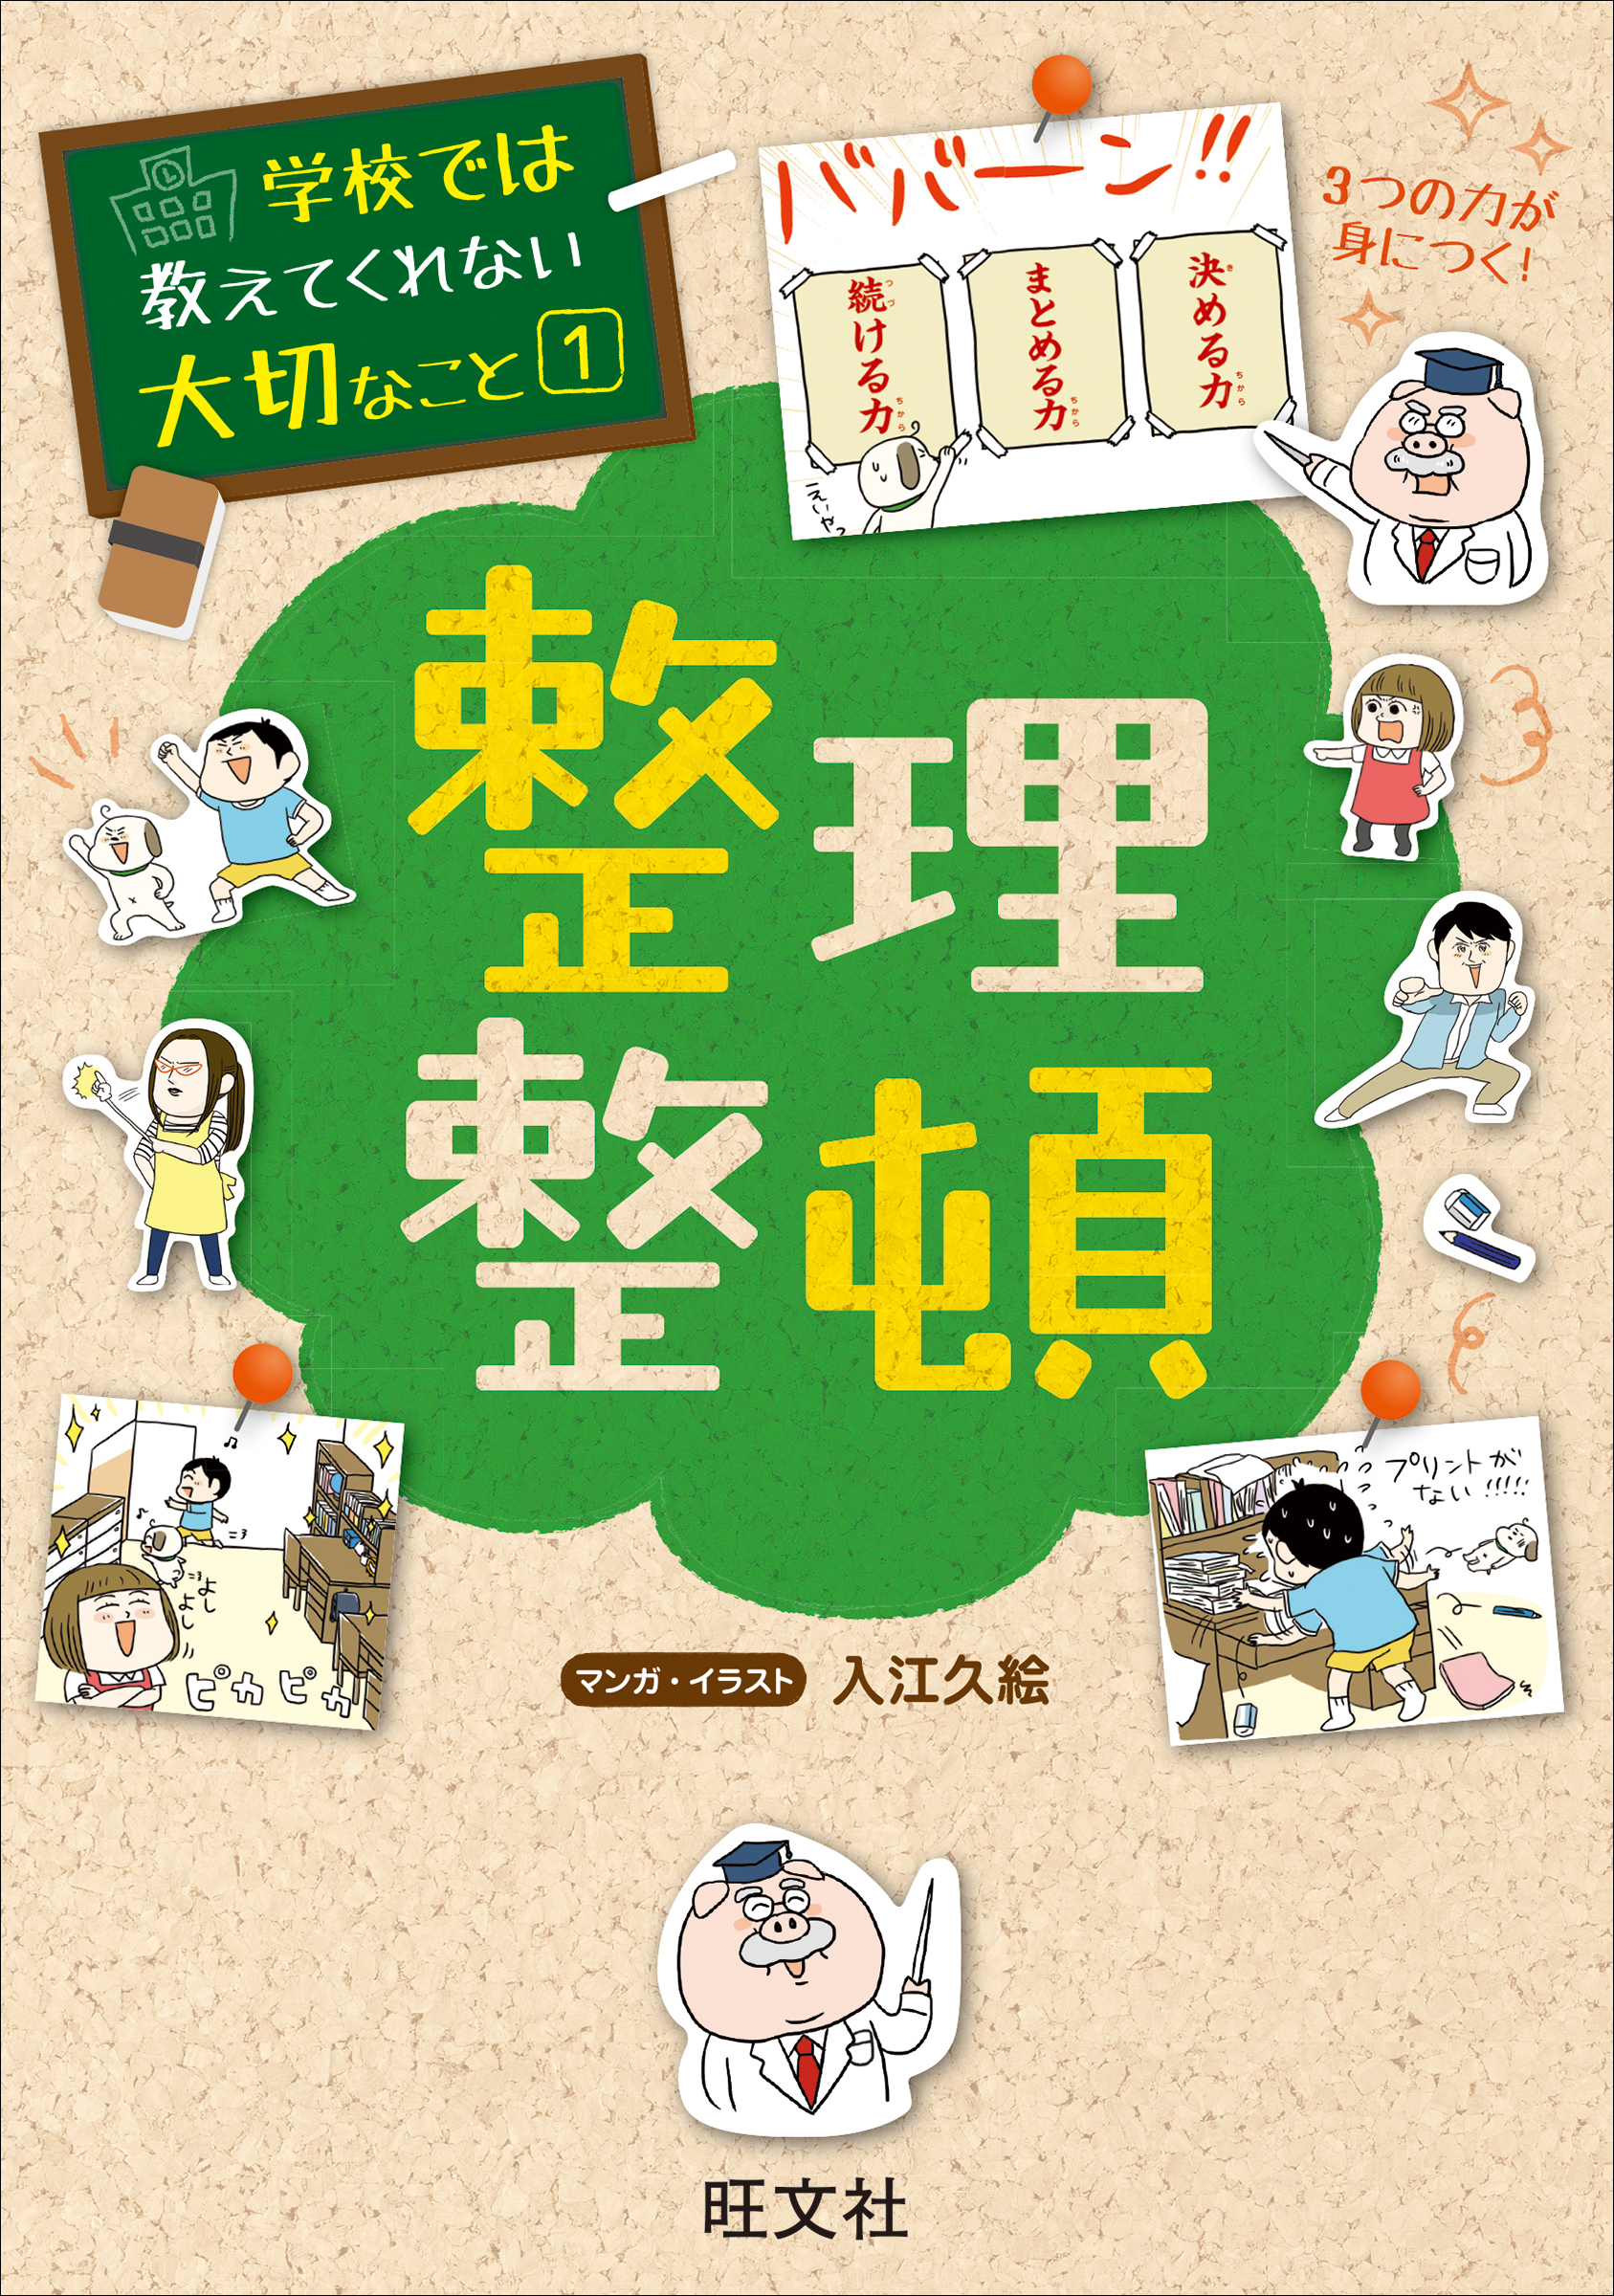 学校では
教えてくれない
大切なこと 1
ババーン!!
決める力
まとめる力
続ける力
えいやっ
3つの力が
身につく!
整理
整頓
よし
よし
ピカピカ
プリントが
ない!!!!!
マンガ・イラスト 入江久絵
旺文社